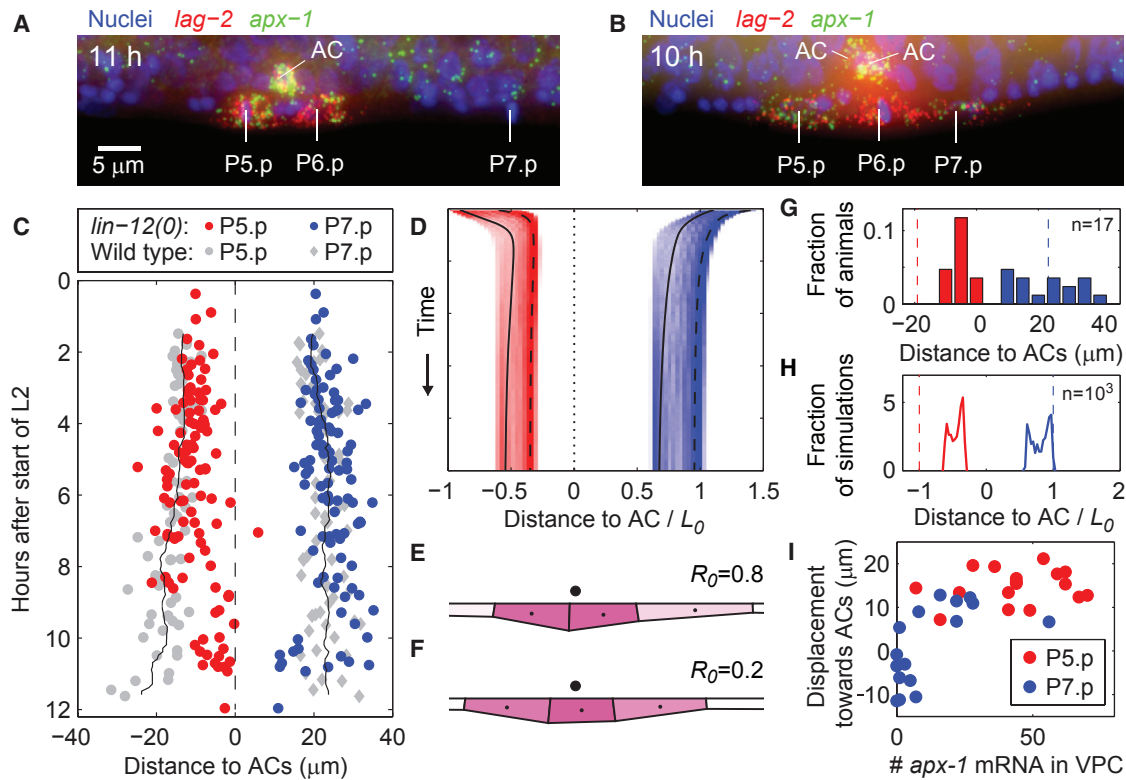 A
Nuclei lag−2 apx−1
11 h
AC
P5.p
P6.p
P7.p
5 μm
B
Nuclei lag−2 apx−1
10 h
AC
AC
P5.p
P6.p
P7.p
C
lin−12(0): P5.p P7.p
Wild type: P5.p P7.p
Hours after start of L2
0
2
4
6
8
10
12
−40 −20 0 20 40
Distance to ACs (μm)
D
Time
−1 −0.5 0 0.5 1 1.5
Distance to AC / L0
E
R0=0.8
F
R0=0.2
G
n=17
Fraction of animals
0.1
0
−20 0 20 40
Distance to ACs (μm)
H
n=10³
Fraction of simulations
5
0
−1 0 1
Distance to AC / L0
I
Displacement towards ACs (μm)
20
10
0
−10
P5.p
P7.p
0 50
# apx−1 mRNA in VPC